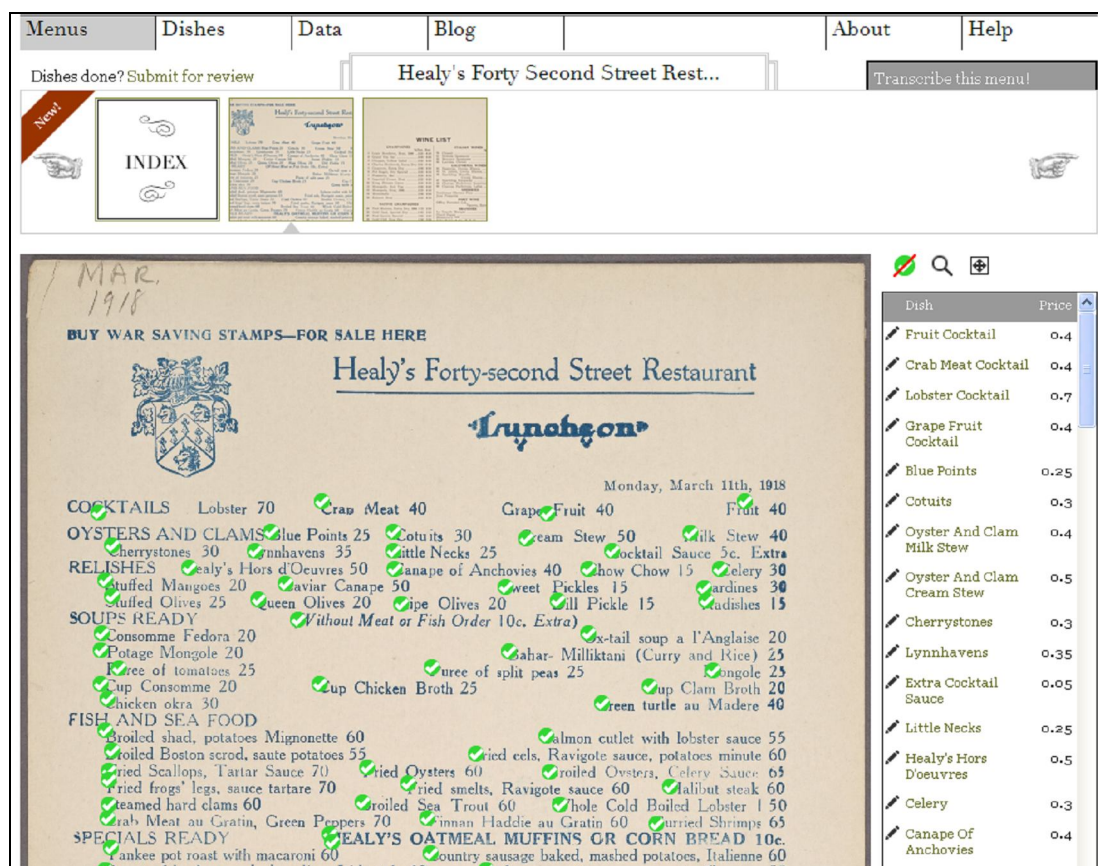 Menus Dishes Data Blog About Help
Dishes done? Submit for review
Healy's Forty Second Street Rest...
Transcribe this menu!
New!
INDEX
Healy's Forty-second Street Res
Luncheon
WINE LIST
MAR.
1918
BUY WAR SAVING STAMPS—FOR SALE HERE
Healy's Forty-second Street Restaurant
Luncheon
Monday, March 11th, 1918
COCKTAILS Lobster 70 Crab Meat 40 Grape Fruit 40 Fruit 40
OYSTERS AND CLAMS Blue Points 25 Cotuits 30 Cream Stew 50 Milk Stew 40
Cherrystones 30 Lynnhavens 35 Little Necks 25 Cocktail Sauce 5c. Extra
RELISHES Healy's Hors d'Oeuvres 50 Canape of Anchovies 40 Chow Chow 15 Celery 30
Stuffed Mangoes 20 Caviar Canape 50 Sweet Pickles 15 Sardines 30
Stuffed Olives 25 Queen Olives 20 Ripe Olives 20 Dill Pickle 15 Radishes 15
SOUPS READY (Without Meat or Fish Order 10c. Extra)
Consomme Fedora 20 Ox-tail soup a l'Anglaise 20
Potage Mongole 20 Bahar- Milliktani (Curry and Rice) 25
Puree of tomatoes 25 Puree of split peas 25 Mongole 25
Cup Consomme 20 Cup Chicken Broth 25 Cup Clam Broth 20
Chicken okra 30 Green turtle au Madere 40
FISH AND SEA FOOD
Broiled shad, potatoes Mignonette 60 Salmon cutlet with lobster sauce 55
Broiled Boston scrod, saute potatoes 55 Fried eels, Ravigote sauce, potatoes minute 60
Fried Scallops, Tartar Sauce 70 Fried Oysters 60 Broiled Oysters, Celery Sauce 65
Fried frogs' legs, sauce tartare 70 Fried smelts, Ravigote sauce 60 Halibut steak 60
Steamed hard clams 60 Broiled Sea Trout 60 Whole Cold Boiled Lobster 1 50
Crab Meat au Gratin, Green Peppers 70 Finnan Haddie au Gratin 60 Curried Shrimps 65
SPECIALS READY HEALY'S OATMEAL MUFFINS OR CORN BREAD 10c.
Yankee pot roast with macaroni 60 Country sausage baked, mashed potatoes, Italienne 60
Dish Price
Fruit Cocktail 0.4
Crab Meat Cocktail 0.4
Lobster Cocktail 0.7
Grape Fruit 0.4
Cocktail
Blue Points 0.25
Cotuits 0.3
Oyster And Clam 0.4
Milk Stew
Oyster And Clam 0.5
Cream Stew
Cherrystones 0.3
Lynnhavens 0.35
Extra Cocktail 0.05
Sauce
Little Necks 0.25
Healy's Hors 0.5
D'oeuvres
Celery 0.3
Canape Of 0.4
Anchovies